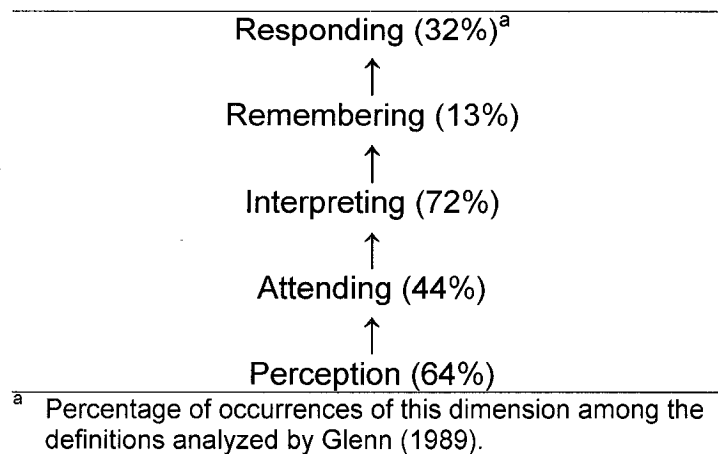 Responding (32%)ᵃ
↑
Remembering (13%)
↑
Interpreting (72%)
↑
Attending (44%)
↑
Perception (64%)
ᵃ Percentage of occurrences of this dimension among the
definitions analyzed by Glenn (1989).